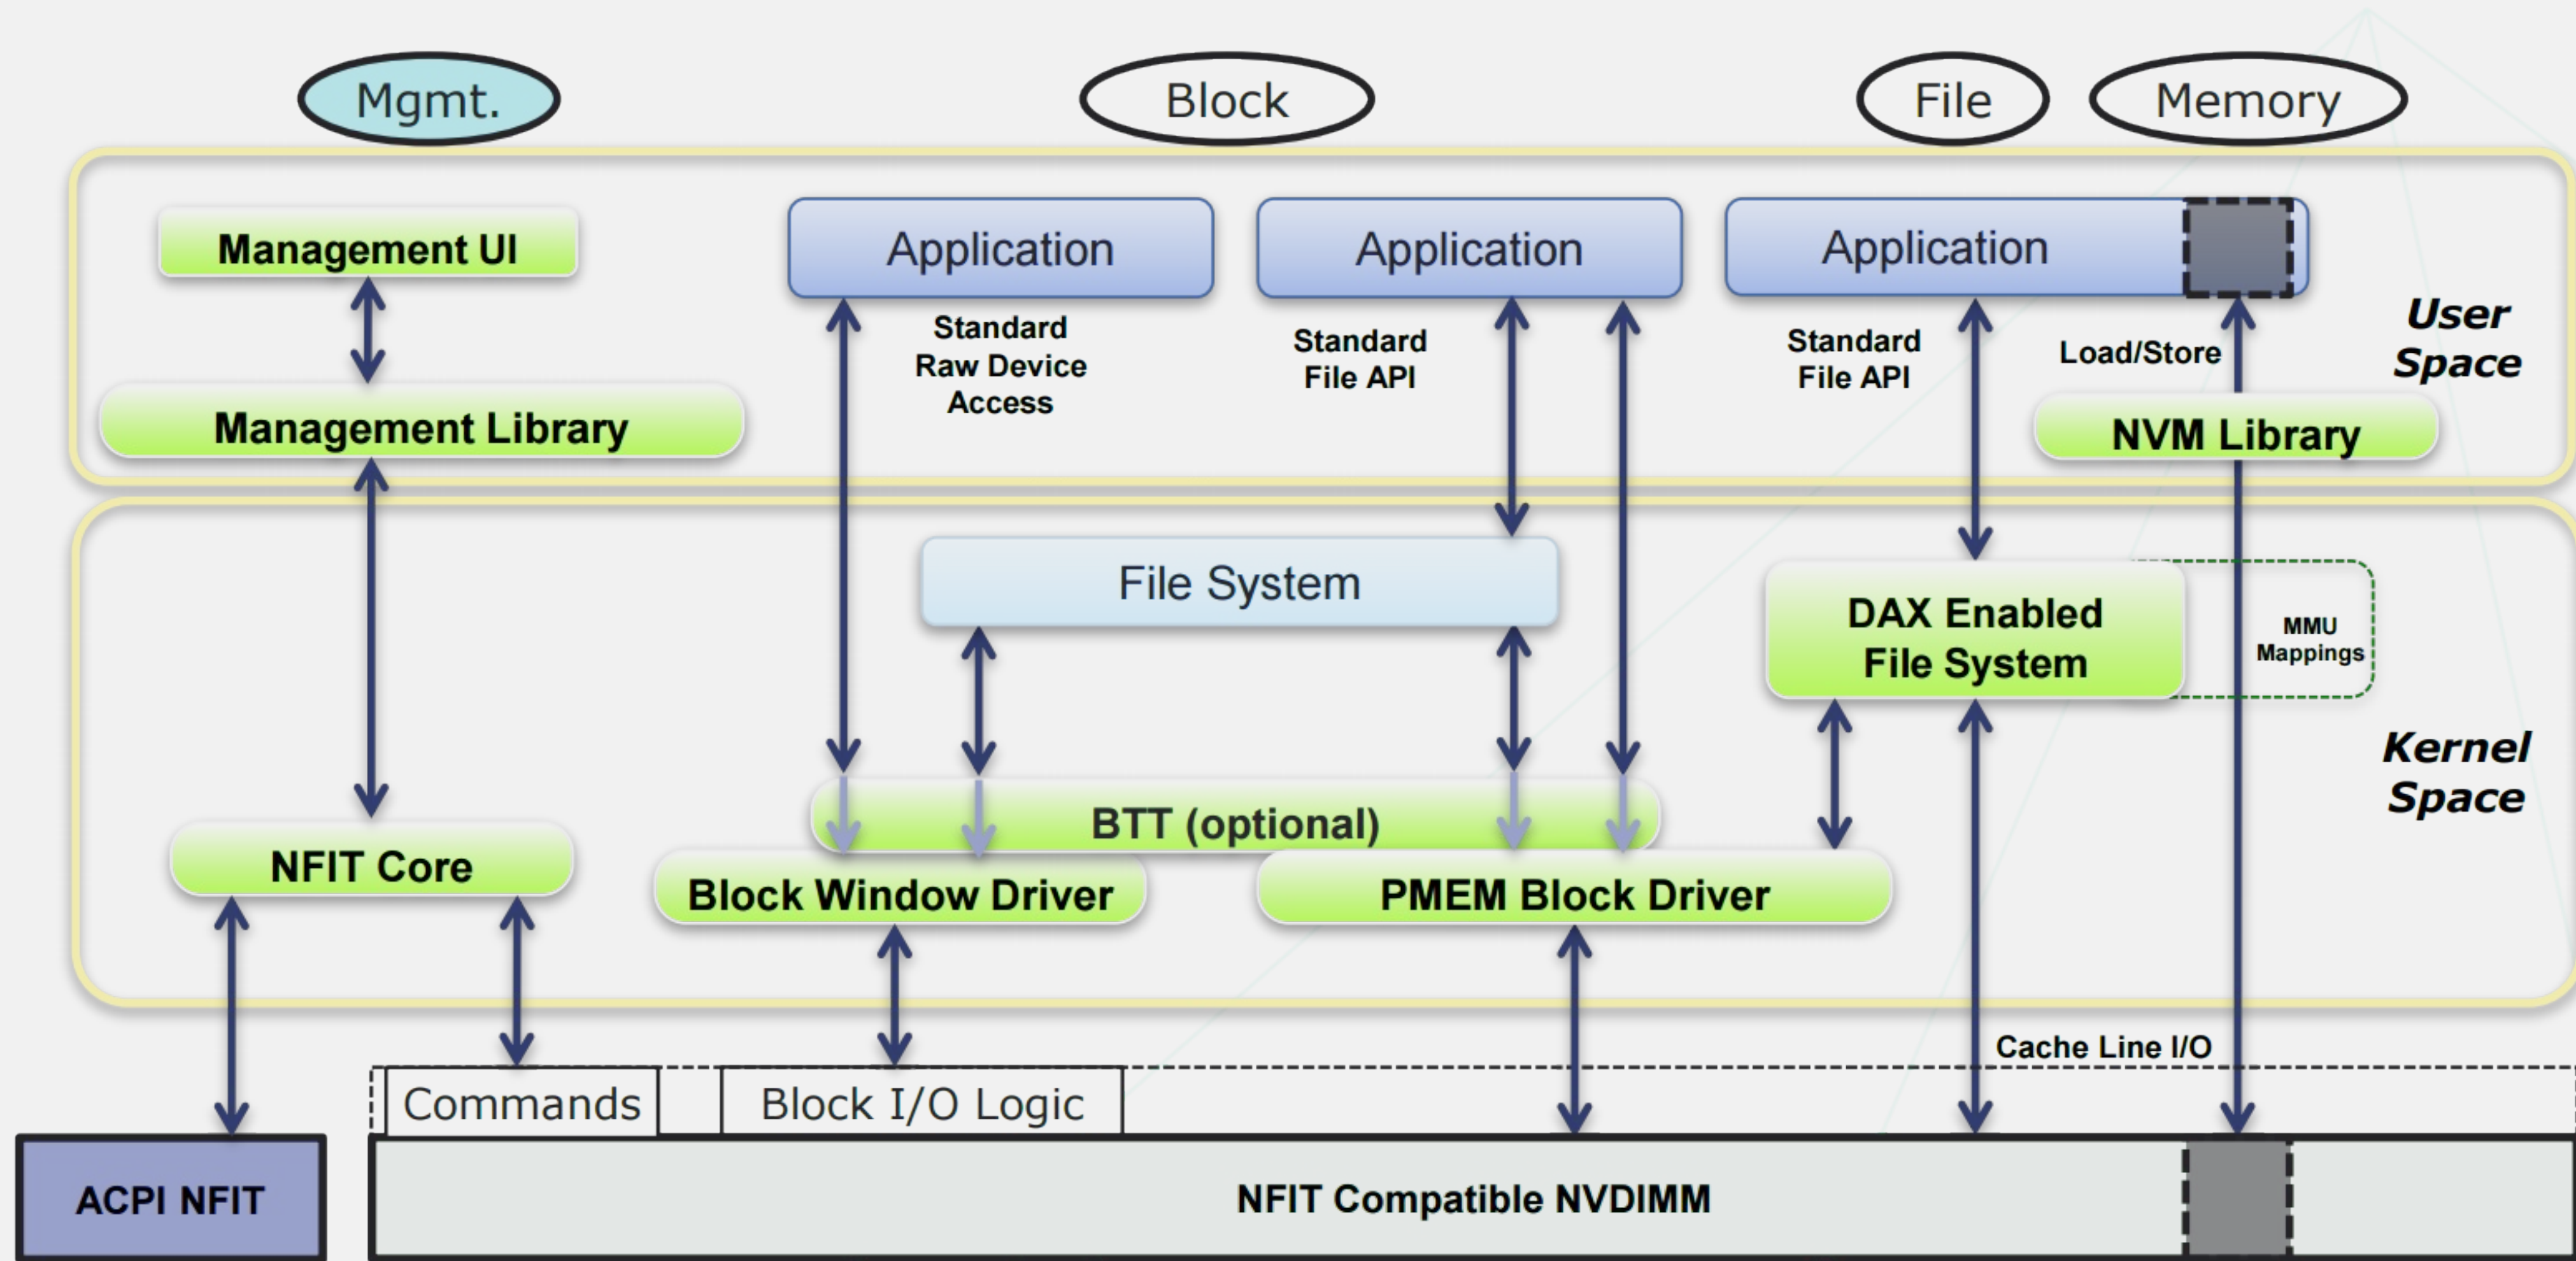 Mgmt.
Block
File
Memory
Management UI
Application
Application
Application
Standard
Raw Device
Access
Standard
File API
Standard
File API
Load/Store
User
Space
Management Library
NVM Library
File System
DAX Enabled
File System
MMU
Mappings
Kernel
Space
BTT (optional)
NFIT Core
Block Window Driver
PMEM Block Driver
Cache Line I/O
Commands
Block I/O Logic
ACPI NFIT
NFIT Compatible NVDIMM